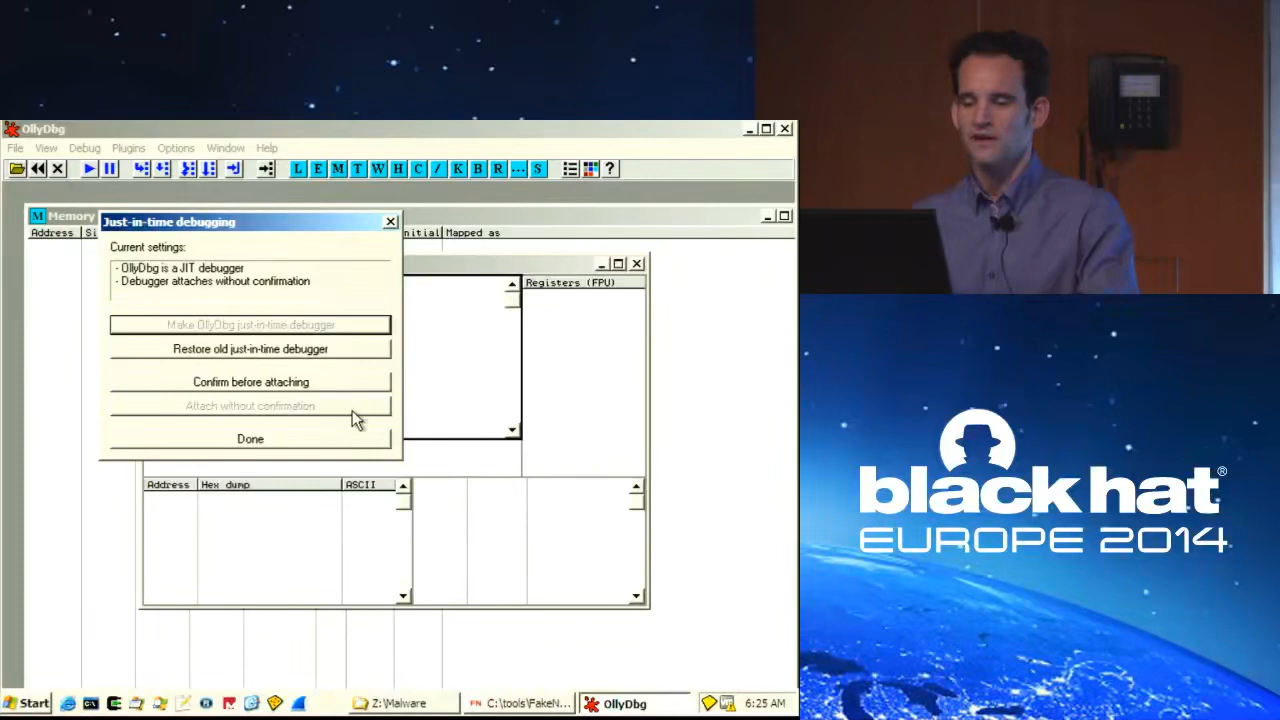 OllyDbg
File View Debug Plugins Options Window Help
L E M T W H C / K B R ... S ?
M Memory
Address Si nitial Mapped as
Just-in-time debugging
Current settings:
- OllyDbg is a JIT debugger
- Debugger attaches without confirmation
Make OllyDbg just-in-time debugger
Restore old just-in-time debugger
Confirm before attaching
Attach without confirmation
Done
Registers (FPU)
Address Hex dump ASCII
Start Z:\Malware FN C:\tools\FakeN... OllyDbg 6:25 AM
black hat®
EUROPE 2014